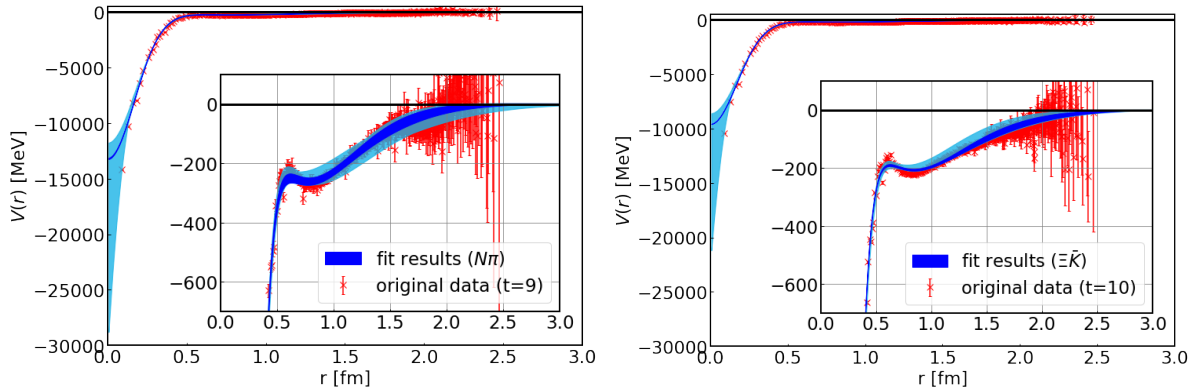 0
−5000
−10000
−15000
−20000
−25000
−30000
V(r) [MeV]
0
−200
−400
−600
0.0 0.5 1.0 1.5 2.0 2.5 3.0
fit results (Nπ)
original data (t=9)
0.0 0.5 1.0 1.5 2.0 2.5 3.0
r [fm]
0
−5000
−10000
−15000
−20000
−25000
−30000
V(r) [MeV]
0
−200
−400
−600
0.0 0.5 1.0 1.5 2.0 2.5 3.0
fit results (ΞK̄)
original data (t=10)
0.0 0.5 1.0 1.5 2.0 2.5 3.0
r [fm]